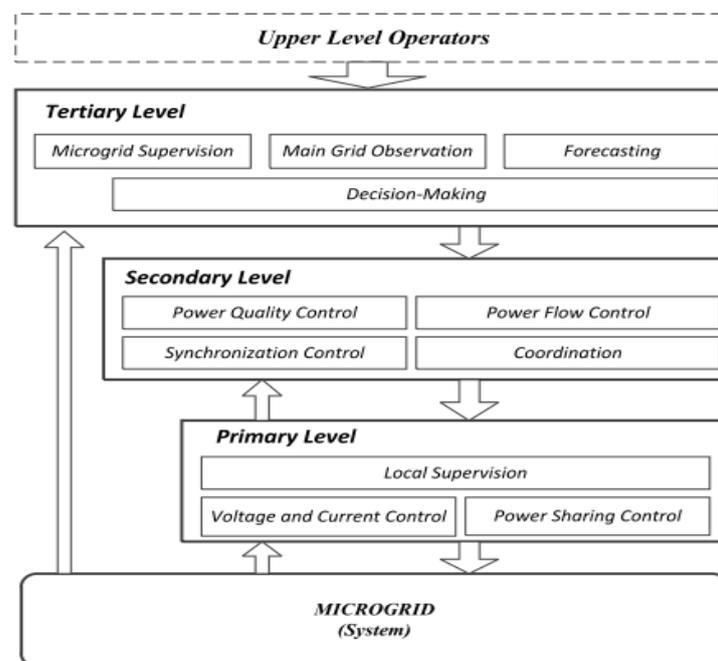 Upper Level Operators
Tertiary Level
Microgrid Supervision
Main Grid Observation
Forecasting
Decision-Making
Secondary Level
Power Quality Control
Power Flow Control
Synchronization Control
Coordination
Primary Level
Local Supervision
Voltage and Current Control
Power Sharing Control
MICROGRID
(System)